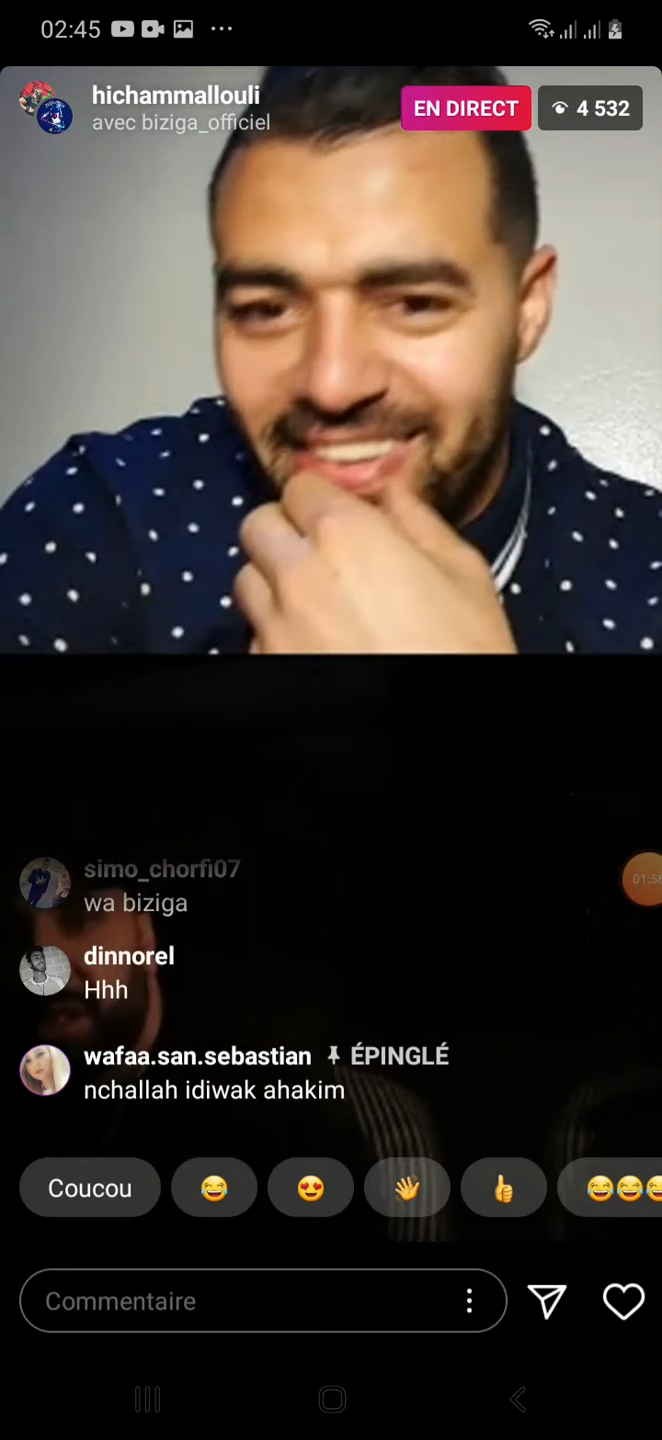 02:45
hichammallouli
avec biziga_officiel
EN DIRECT
4 532
simo_chorfi07
wa biziga
dinnorel
Hhh
wafaa.san.sebastian ÉPINGLÉ
nchallah idiwak ahakim
Coucou
Commentaire